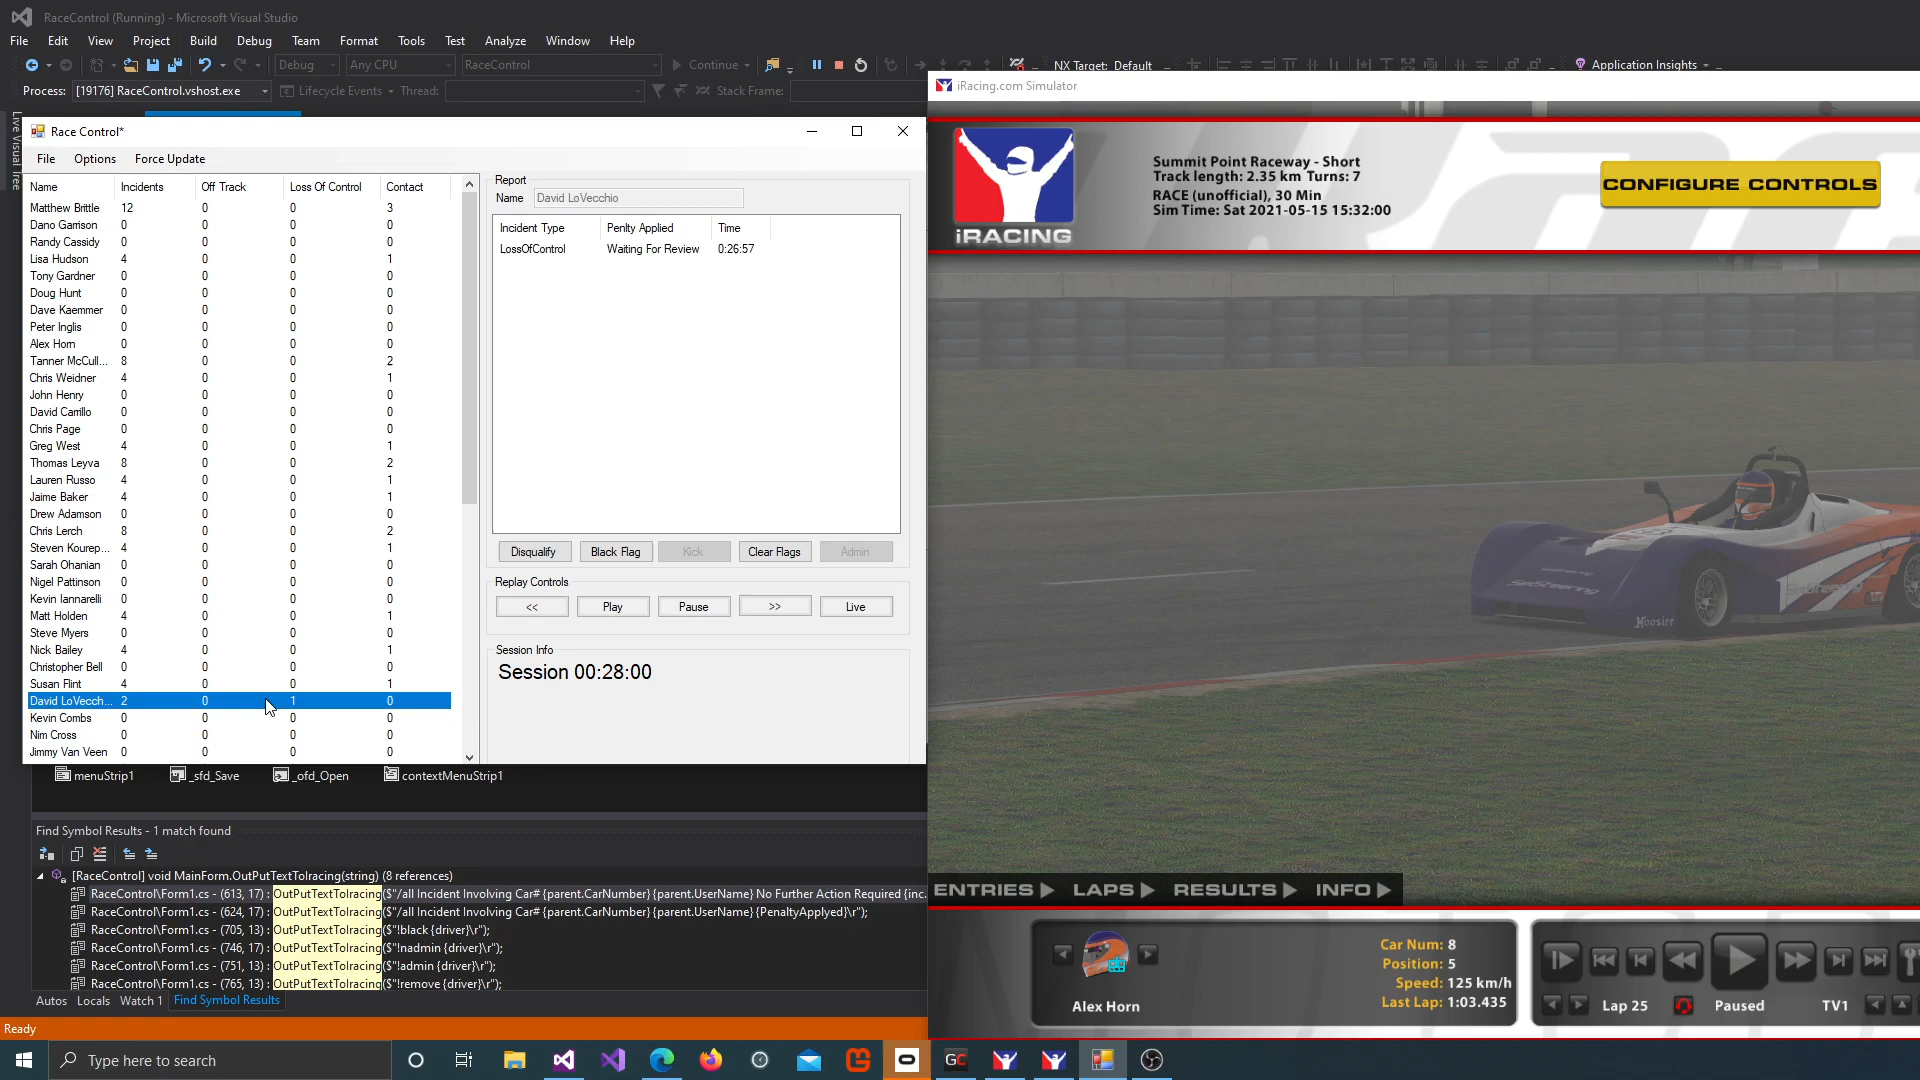 RaceControl (Running) - Microsoft Visual Studio
File Edit View Project Build Debug Team Format Tools Test Analyze Window Help
Debug Any CPU RaceControl Continue NX Target: Default Application Insights
Process: [19176] RaceControl.vshost.exe Lifecycle Events Thread: Stack Frame:
Live Visual Tree
Race Control*
File Options Force Update
Name Incidents Off Track Loss Of Control Contact
Matthew Brittle 12 0 0 3
Dano Garrison 0 0 0 0
Randy Cassidy 0 0 0 0
Lisa Hudson 4 0 0 1
Tony Gardner 0 0 0 0
Doug Hunt 0 0 0 0
Dave Kaemmer 0 0 0 0
Peter Inglis 0 0 0 0
Alex Horn 0 0 0 0
Tanner McCull... 8 0 0 2
Chris Weidner 4 0 0 1
John Henry 0 0 0 0
David Carrillo 0 0 0 0
Chris Page 0 0 0 0
Greg West 4 0 0 1
Thomas Leyva 8 0 0 2
Lauren Russo 4 0 0 1
Jaime Baker 4 0 0 1
Drew Adamson 0 0 0 0
Chris Lerch 8 0 0 2
Steven Kourep... 4 0 0 1
Sarah Ohanian 0 0 0 0
Nigel Pattinson 0 0 0 0
Kevin Iannarelli 0 0 0 0
Matt Holden 4 0 0 1
Steve Myers 0 0 0 0
Nick Bailey 4 0 0 1
Christopher Bell 0 0 0 0
Susan Flint 4 0 0 1
David LoVecch... 2 0 1 0
Kevin Combs 0 0 0 0
Nim Cross 0 0 0 0
Jimmy Van Veen 0 0 0 0
Report
Name David LoVecchio
Incident Type Penlty Applied Time
LossOfControl Waiting For Review 0:26:57
Disqualify Black Flag Kick Clear Flags Admin
Replay Controls
<< Play Pause >> Live
Session Info
Session 00:28:00
menuStrip1 _sfd_Save _ofd_Open contextMenuStrip1
Find Symbol Results - 1 match found
[RaceControl] void MainForm.OutPutTextToIracing(string) (8 references)
RaceControl\Form1.cs - (613, 17) : OutPutTextToIracing($"/all Incident Involving Car# {parent.CarNumber} {parent.UserName} No Further Action Required {inc.
RaceControl\Form1.cs - (624, 17) : OutPutTextToIracing($"/all Incident Involving Car# {parent.CarNumber} {parent.UserName} {PenaltyApplyed}\r");
RaceControl\Form1.cs - (705, 13) : OutPutTextToIracing($"!black {driver}\r");
RaceControl\Form1.cs - (746, 17) : OutPutTextToIracing($"!nadmin {driver}\r");
RaceControl\Form1.cs - (751, 13) : OutPutTextToIracing($"!admin {driver}\r");
RaceControl\Form1.cs - (765, 13) : OutPutTextToIracing($"!remove {driver}\r");
Autos Locals Watch 1 Find Symbol Results
Ready
Type here to search
GC
iRacing.com Simulator
iRACING
Summit Point Raceway - Short
Track length: 2.35 km Turns: 7
RACE (unofficial), 30 Min
Sim Time: Sat 2021-05-15 15:32:00
CONFIGURE CONTROLS
SimSteering
Hoosier
ENTRIES LAPS RESULTS INFO
Alex Horn
Car Num: 8
Position: 5
Speed: 125 km/h
Last Lap: 1:03.435
Lap 25 Paused TV1